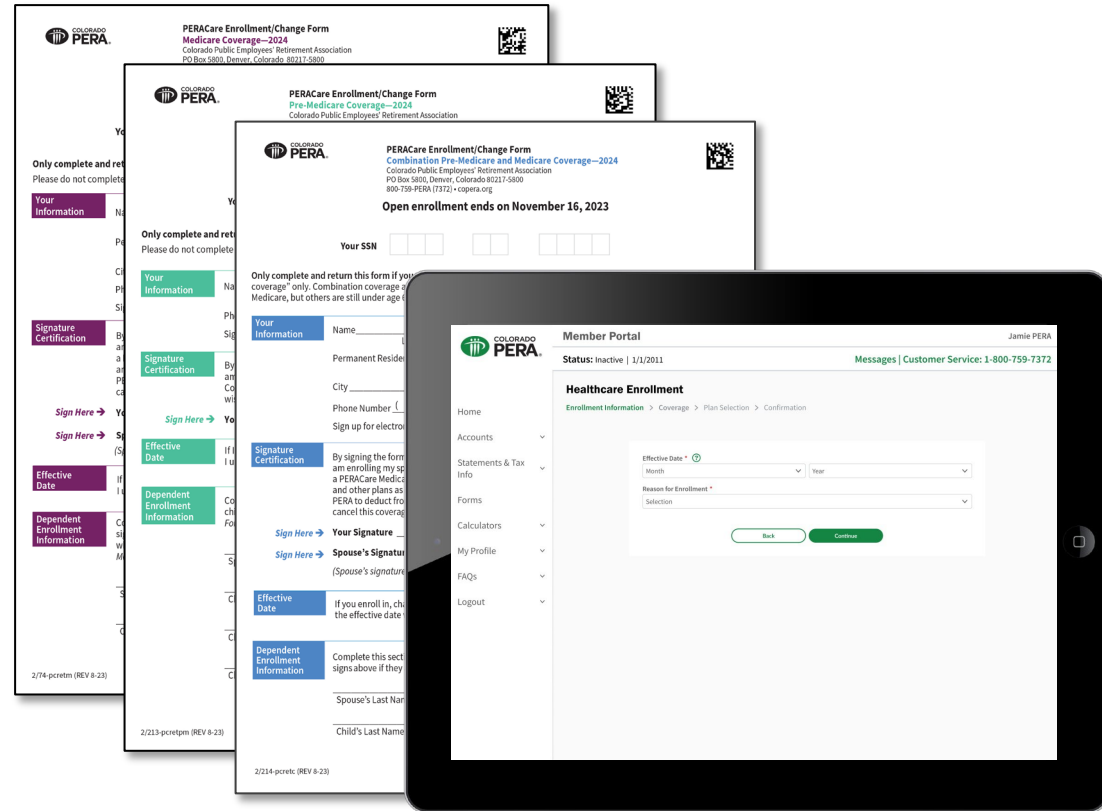 COLORADO
PERA.
PERACare Enrollment/Change Form
Medicare Coverage—2024
Colorado Public Employees' Retirement Association
PO Box 5800, Denver, Colorado 80217-5800
Only complete and
Please do not complete
Your
Information
Signature
Certification
Sign Here →
Sign Here →
Effective
Date
If
Dependent
Enrollment
Information
2/74-pcretm (REV 8-23)
COLORADO
PERA.
PERACare Enrollment/Change Form
Pre-Medicare Coverage—2024
Colorado Public Employees' Retirement Association
Only complete and
Please do not complete
Your
Information
Signature
Certification
By
Sign Here →
Effective
Date
Dependent
Enrollment
Information
2/213-pcretpm (REV 8-23)
COLORADO
PERA.
PERACare Enrollment/Change Form
Combination Pre-Medicare and Medicare Coverage—2024
Colorado Public Employees' Retirement Association
PO Box 5800, Denver, Colorado 80217-5800
800-759-PERA (7372) • copera.org
Open enrollment ends on November 16, 2023
Your SSN
Only complete and return this form if you
coverage" only. Combination coverage
Medicare, but others are still under age
Your
Information
Name
Permanent
City
Phone Number (
Sign up for
Signature
Certification
By signing the form
am enrolling my
a PERACare
and other plans as
PERA to deduct
cancel this
Sign Here →
Your Signature
Sign Here →
Spouse's
(Spouse's signature
Effective
Date
If you enroll in,
the effective date
Dependent
Enrollment
Information
Complete this
signs above if they
Spouse's Last
Child's Last Name
2/214-pcretc (REV 8-23)
COLORADO
PERA.
Member Portal
Jamie PERA
Status: Inactive | 1/1/2011
Messages | Customer Service: 1-800-759-7372
Home
Accounts
Statements & Tax
Info
Forms
Calculators
My Profile
FAQs
Logout
Healthcare Enrollment
Enrollment Information > Coverage > Plan Selection > Confirmation
Effective Date * ?
Month
Year
Reason for Enrollment *
Selection
Back
Continue